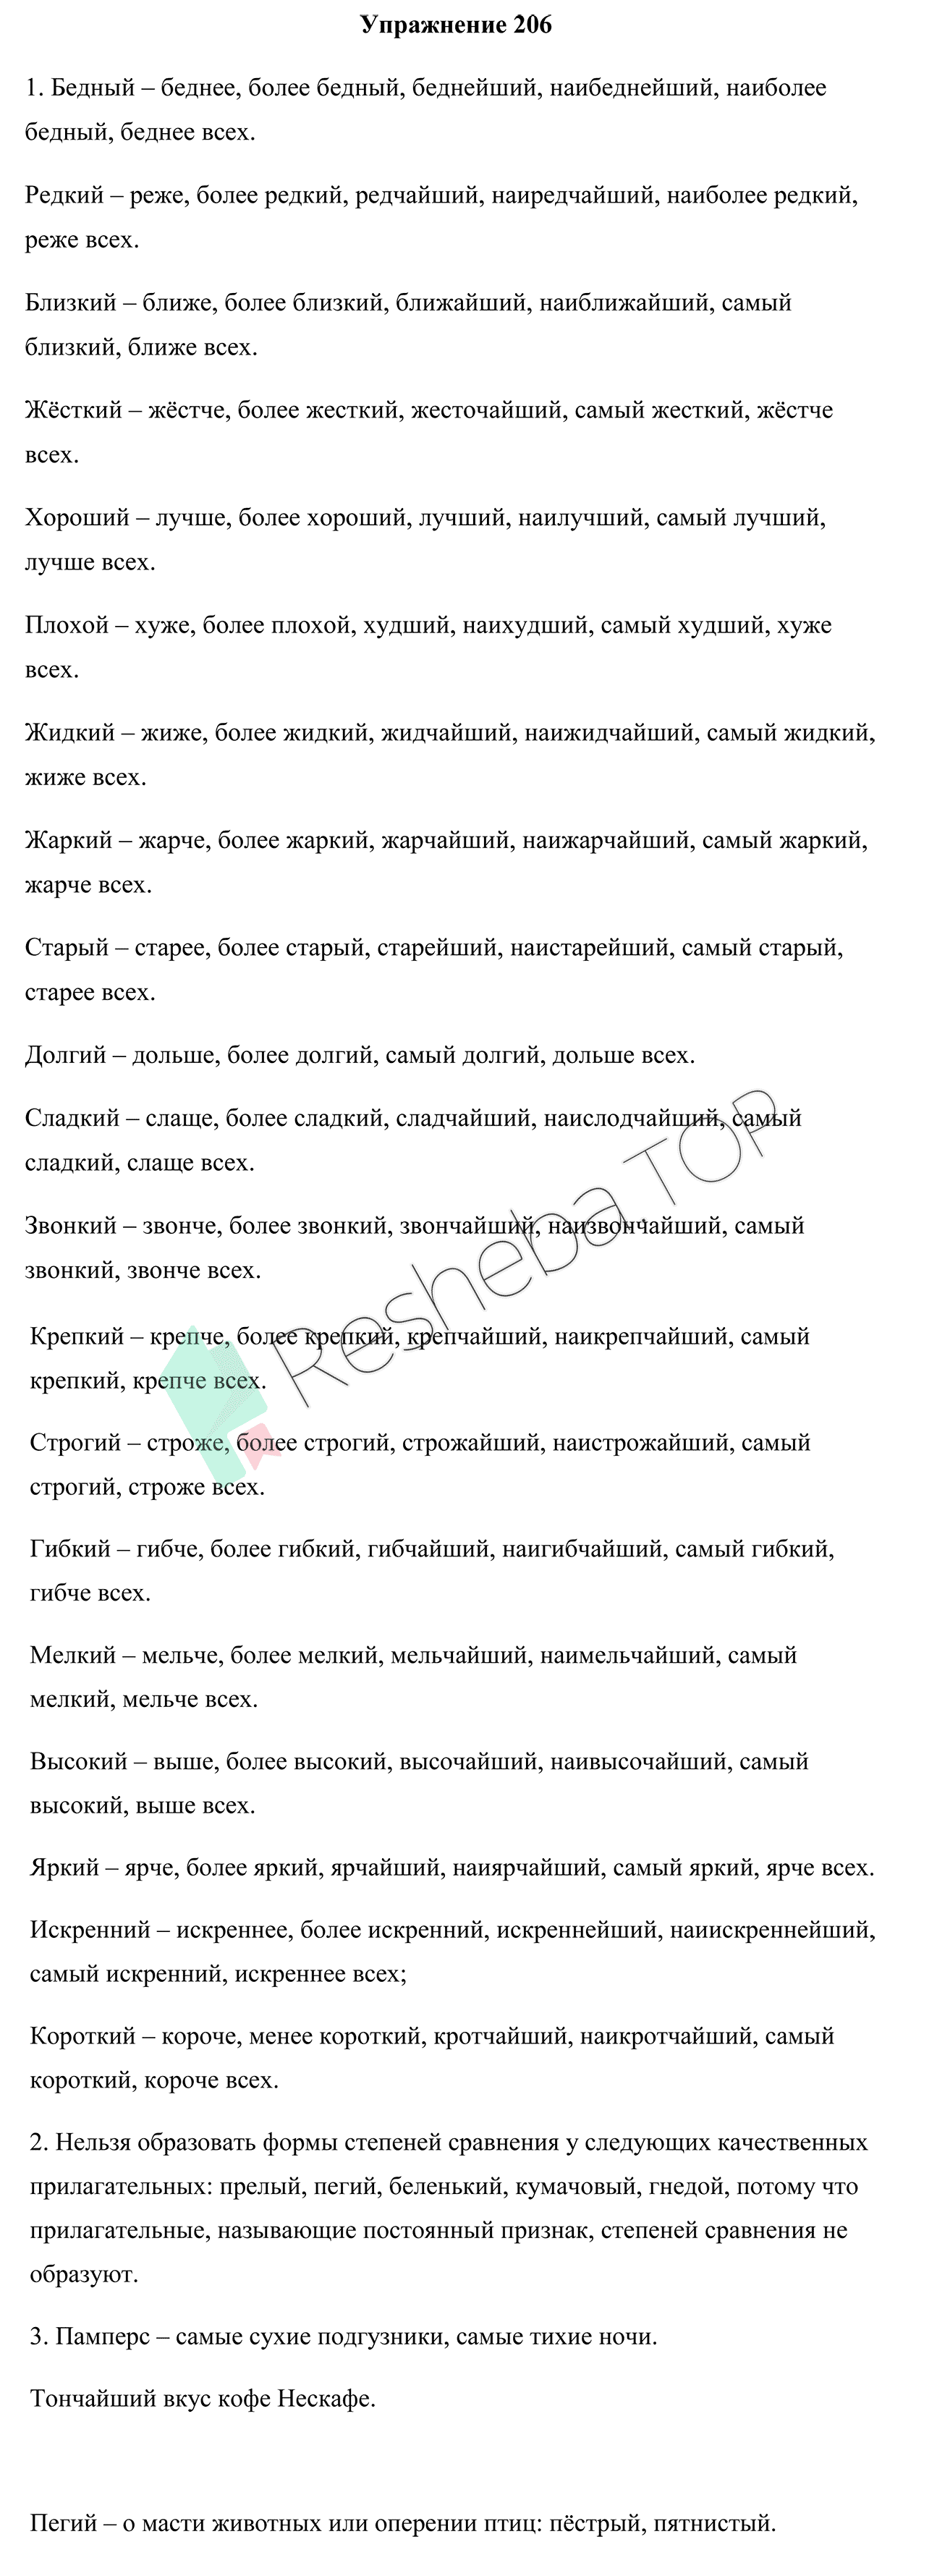 Упражнение 206
1. Бедный – беднее, более бедный, беднейший, наибеднейший, наиболее
бедный, беднее всех.
Редкий – реже, более редкий, редчайший, наиредчайший, наиболее редкий,
реже всех.
Близкий – ближе, более близкий, ближайший, наиближайший, самый
близкий, ближе всех.
Жёсткий – жёстче, более жесткий, жесточайший, самый жесткий, жёстче
всех.
Хороший – лучше, более хороший, лучший, наилучший, самый лучший,
лучше всех.
Плохой – хуже, более плохой, худший, наихудший, самый худший, хуже
всех.
Жидкий – жиже, более жидкий, жидчайший, наижидчайший, самый жидкий,
жиже всех.
Жаркий – жарче, более жаркий, жарчайший, наижарчайший, самый жаркий,
жарче всех.
Старый – старее, более старый, старейший, наистарейший, самый старый,
старее всех.
Долгий – дольше, более долгий, самый долгий, дольше всех.
Сладкий – слаще, более сладкий, сладчайший, наислодчайший, самый
сладкий, слаще всех.
Звонкий – звонче, более звонкий, звончайший, наизвончайший, самый
звонкий, звонче всех.
Крепкий – крепче, более крепкий, крепчайший, наикрепчайший, самый
крепкий, крепче всех.
Строгий – строже, более строгий, строжайший, наистрожайший, самый
строгий, строже всех.
Гибкий – гибче, более гибкий, гибчайший, наигибчайший, самый гибкий,
гибче всех.
Мелкий – мельче, более мелкий, мельчайший, наимельчайший, самый
мелкий, мельче всех.
Высокий – выше, более высокий, высочайший, наивысочайший, самый
высокий, выше всех.
Яркий – ярче, более яркий, ярчайший, наиярчайший, самый яркий, ярче всех.
Искренний – искреннее, более искренний, искреннейший, наиискреннейший,
самый искренний, искреннее всех;
Короткий – короче, менее короткий, кротчайший, наикротчайший, самый
короткий, короче всех.
2. Нельзя образовать формы степеней сравнения у следующих качественных
прилагательных: прелый, пегий, беленький, кумачовый, гнедой, потому что
прилагательные, называющие постоянный признак, степеней сравнения не
образуют.
3. Памперс – самые сухие подгузники, самые тихие ночи.
Тончайший вкус кофе Нескафе.
Пегий – о масти животных или оперении птиц: пёстрый, пятнистый.
Resheba.TOP